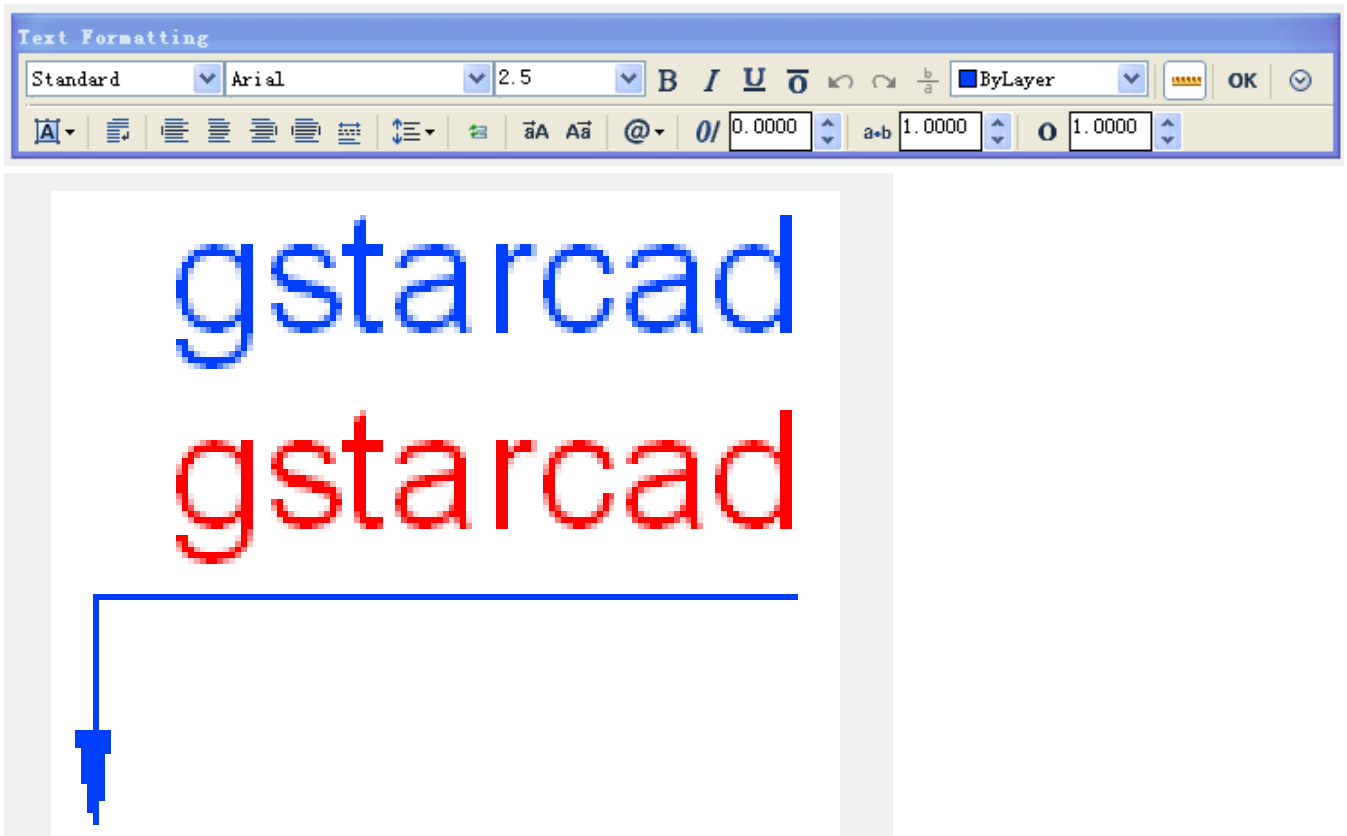 Text Formatting
Standard Arial 2.5 B I U O b/a ByLayer OK
A aA Aa @ 0/ 0.0000 a•b 1.0000 O 1.0000
gstarcad
gstarcad